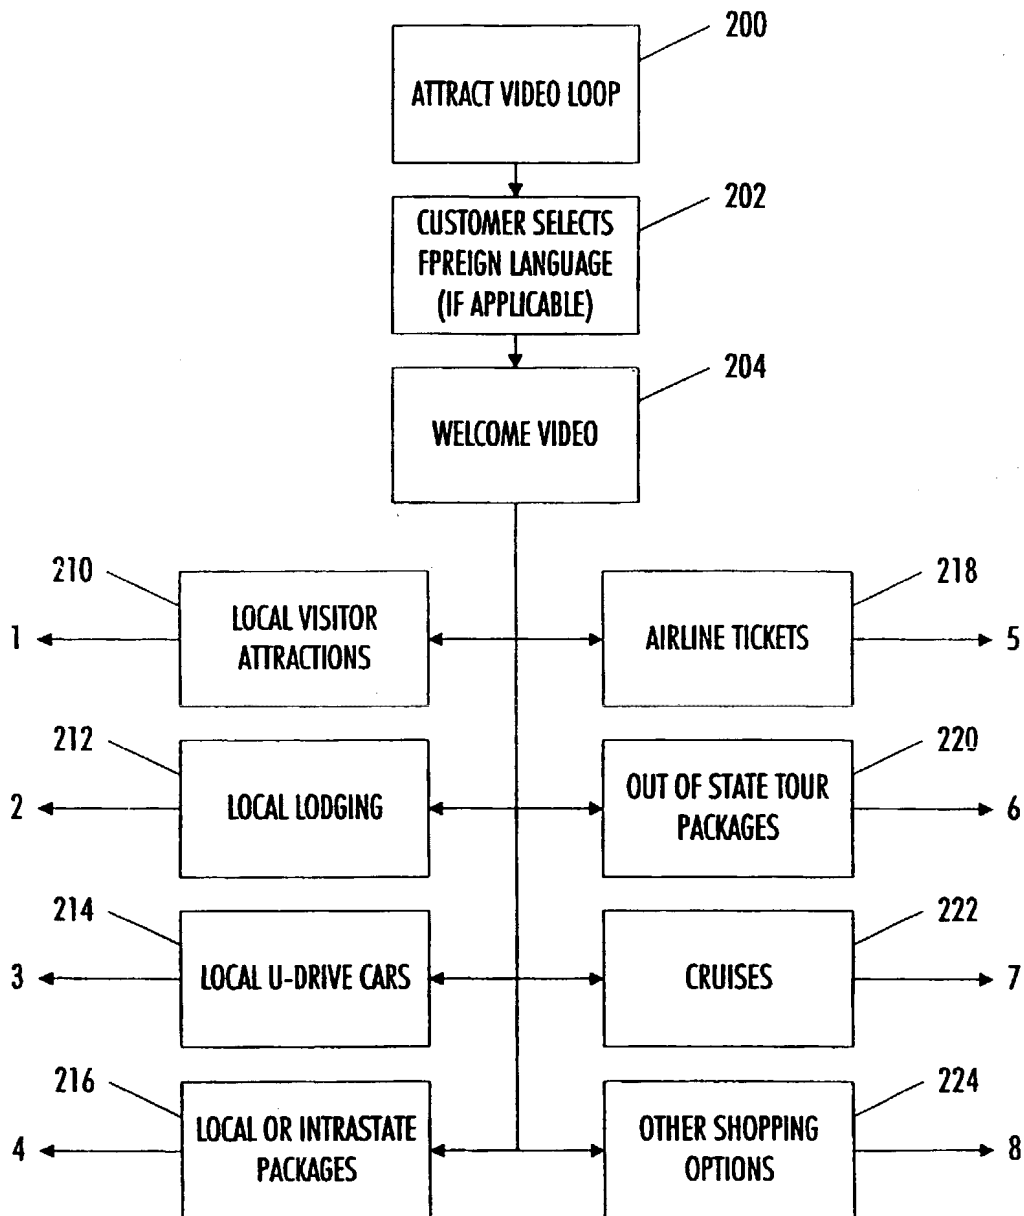 200
ATTRACT VIDEO LOOP
202
CUSTOMER SELECTS
FPREIGN LANGUAGE
(IF APPLICABLE)
204
WELCOME VIDEO
210
1
LOCAL VISITOR
ATTRACTIONS
218
AIRLINE TICKETS
5
212
2
LOCAL LODGING
220
OUT OF STATE TOUR
PACKAGES
6
214
3
LOCAL U-DRIVE CARS
222
CRUISES
7
216
4
LOCAL OR INTRASTATE
PACKAGES
224
OTHER SHOPPING
OPTIONS
8